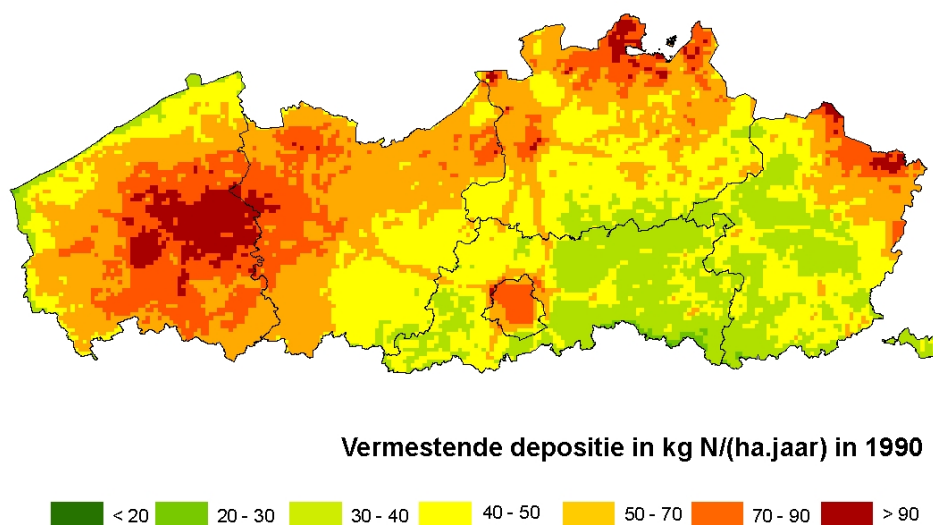 Vermestende depositie in kg N/(ha.jaar) in 1990
< 20 20 - 30 30 - 40 40 - 50 50 - 70 70 - 90 > 90